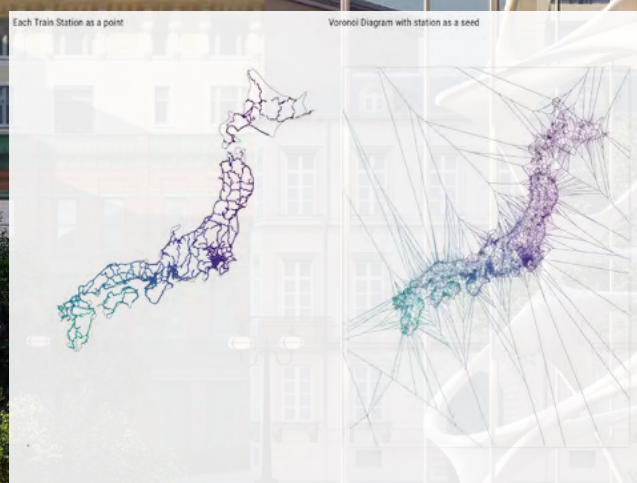 Each Train Station as a point
Voronoi Diagram with station as a seed